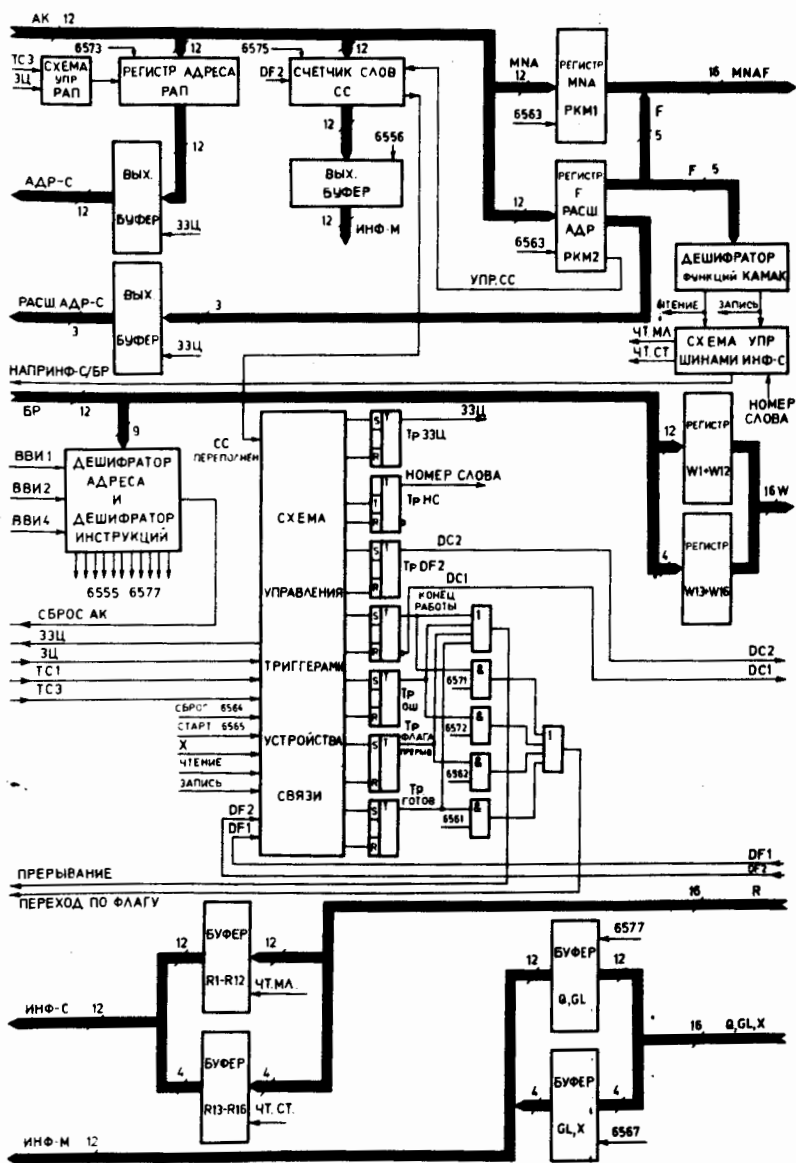 АК 12
6573
12
6575
12
MNA
12
РЕГИСТР
MNA
РКМ1
16 MNAF
ТС3
ЗЦ
СХЕМА
УПР
РАП
РЕГИСТР АДРЕСА
РАП
DF2
СЧЕТЧИК СЛОВ
СС
6563
F
5
12
12
6556
АДР-С
12
ВЫХ.
БУФЕР
ЗЗЦ
ВЫХ.
БУФЕР
12
ИНФ-М
12
РЕГИСТР
F
РАСШ
АДР
РКМ2
F 5
6563
УПР.СС
ДЕШИФРАТОР
ФУНКЦИЙ КАМАК
РАСШ АДР-С
3
ВЫХ
БУФЕР
3
ЗЗЦ
ЧТЕНИЕ
ЗАПИСЬ
ЧТ.МЛ
ЧТ.СТ
СХЕМА УПР
ШИНАМИ ИНФ-С
НАПРИНФ-С/БР
НОМЕР
СЛОВА
БР
12
9
СС
ПЕРЕПОЛНЕН
ВВИ1
ВВИ2
ВВИ4
ДЕШИФРАТОР
АДРЕСА
И
ДЕШИФРАТОР
ИНСТРУКЦИЙ
6555 6577
СХЕМА
УПРАВЛЕНИЯ
ТРИГГЕРАМИ
УСТРОЙСТВА
СВЯЗИ
S T
R
Тр ЗЗЦ
ЗЗЦ
T T
R
Тр НС
НОМЕР СЛОВА
S T
R
Тр DF2
DC2
DC1
12
РЕГИСТР
W1÷W12
16 W
4
РЕГИСТР
W13÷W16
СБРОС АК
ЗЗЦ
ЗЦ
ТС1
ТС3
СБРОС 6564
СТАРТ 6565
X
ЧТЕНИЕ
ЗАПИСЬ
DF2
DF1
S T
R
КОНЕЦ
РАБОТЫ
1
S T
R
Тр
ОШ
&
6571
S T
R
Тр
ФЛАГА
ПРЕРЫВ
&
6572
&
6562
1
S T
R
Тр
ГОТОВ
&
6561
DC2
DC1
DF1
DF2
ПРЕРЫВАНИЕ
ПЕРЕХОД ПО ФЛАГУ
16 R
12
БУФЕР
R1-R12
12
ЧТ.МЛ.
6577
12
БУФЕР
Q,GL
12
ИНФ-С 12
16 Q,GL,X
4
БУФЕР
R13-R16
4
ЧТ.СТ.
4
БУФЕР
GL,X
4
6567
ИНФ-М 12